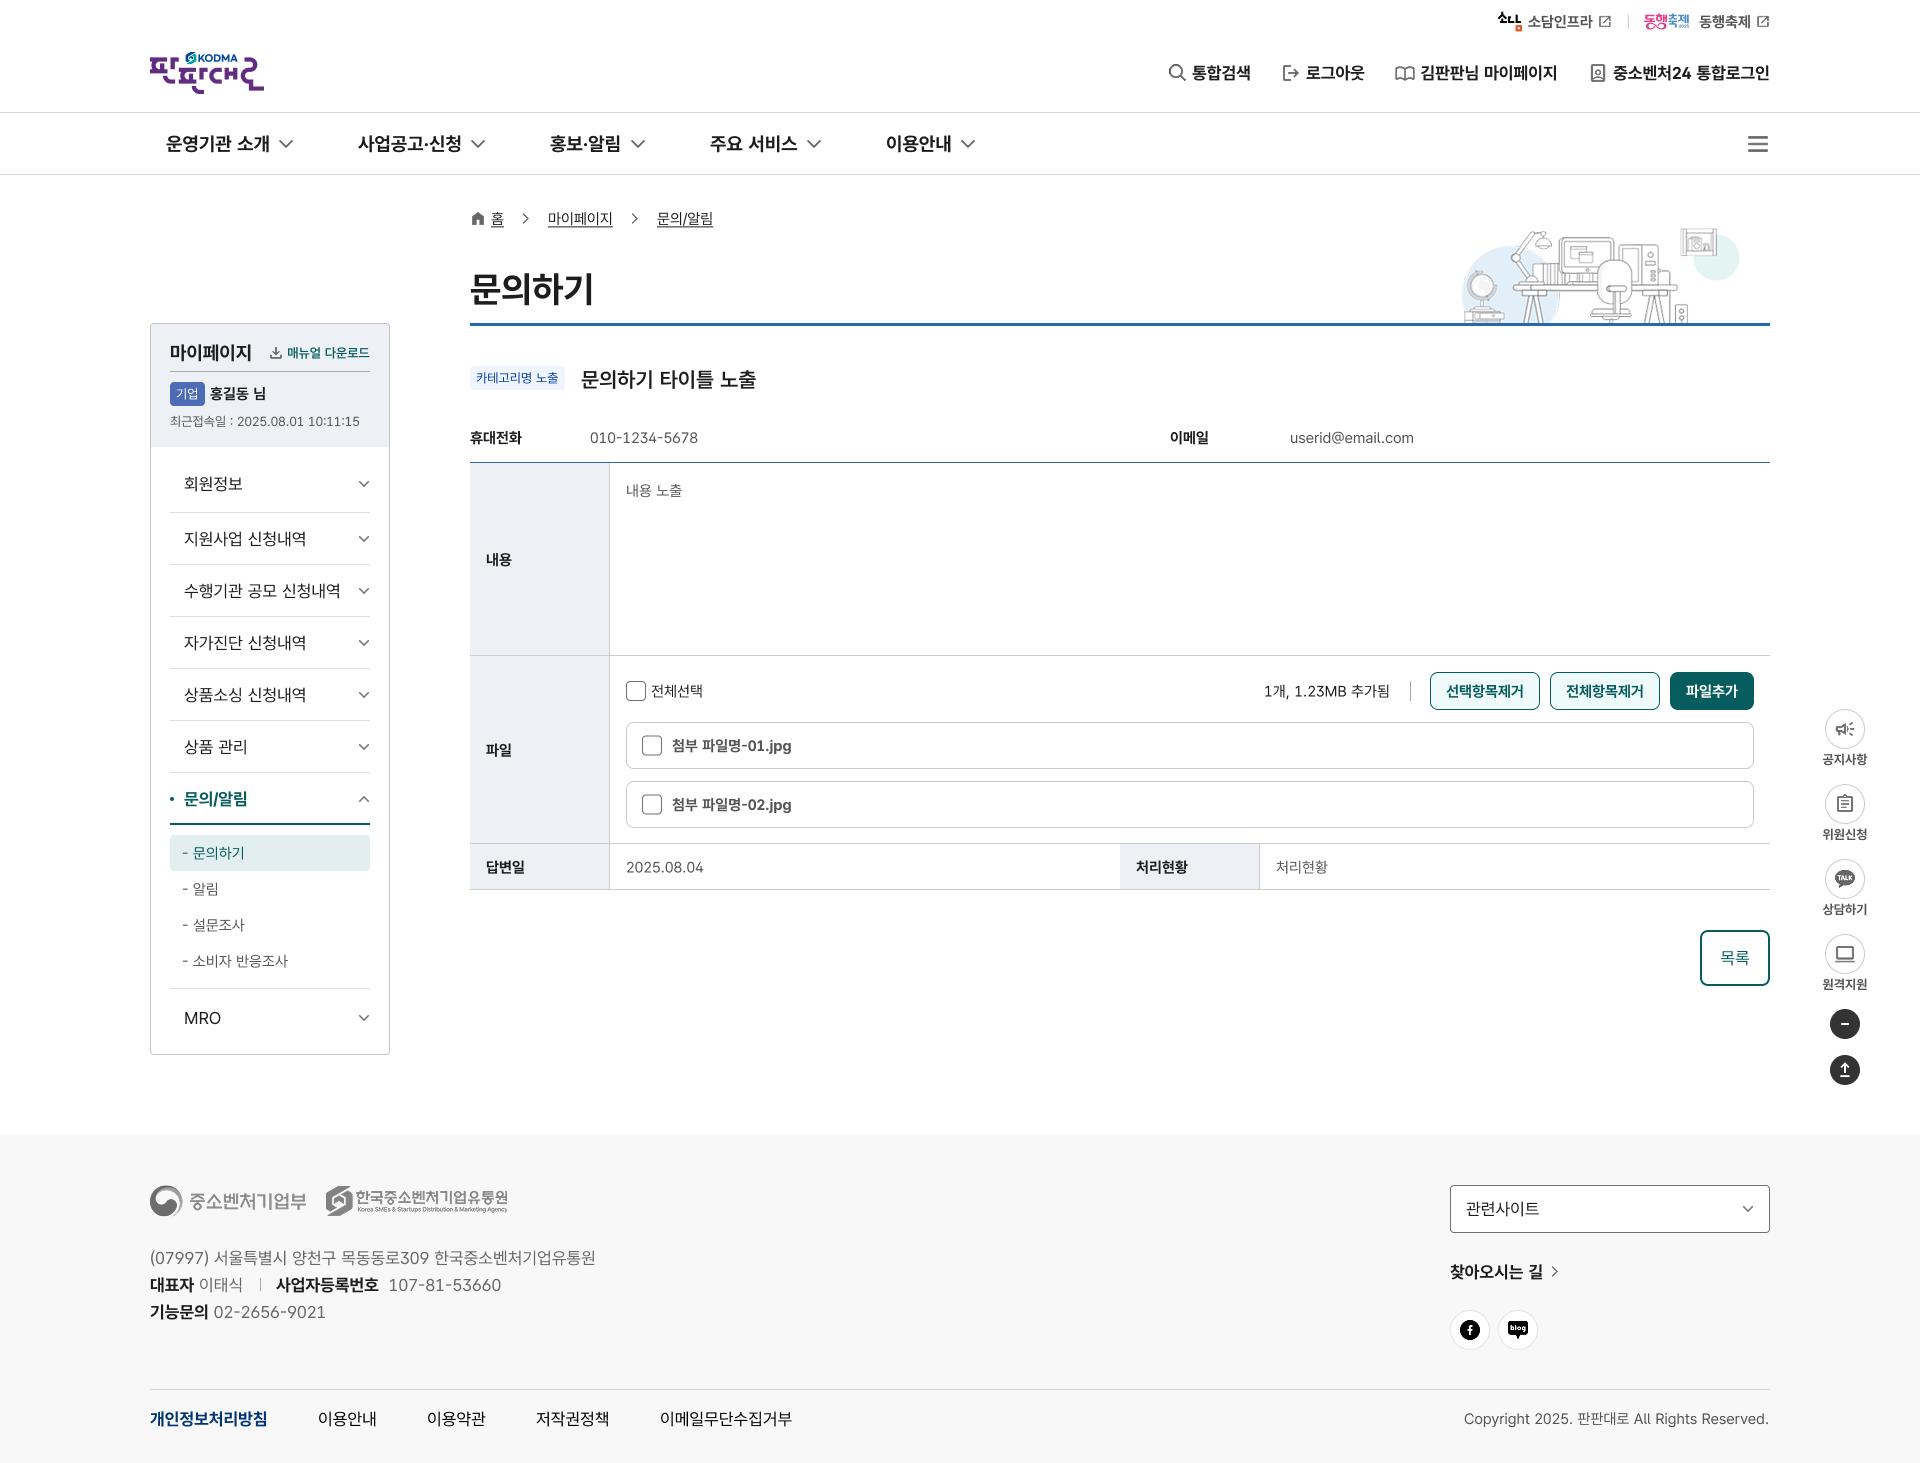 소담인프라
동행축제 2025 동행축제
KODMA
판판대로
통합검색 로그아웃 김판판님 마이페이지 중소벤처24 통합로그인
운영기관 소개 사업공고·신청 홍보·알림 주요 서비스 이용안내
홈 > 마이페이지 > 문의/알림
문의하기
마이페이지 매뉴얼 다운로드
기업 홍길동 님
최근접속일 : 2025.08.01 10:11:15
회원정보
지원사업 신청내역
수행기관 공모 신청내역
자가진단 신청내역
상품소싱 신청내역
상품 관리
• 문의/알림
- 문의하기
- 알림
- 설문조사
- 소비자 반응조사
MRO
카테고리명 노출 문의하기 타이틀 노출
휴대전화 010-1234-5678 이메일 userid@email.com
내용 내용 노출
파일 전체선택 1개, 1.23MB 추가됨 선택항목제거 전체항목제거 파일추가
첨부 파일명-01.jpg
첨부 파일명-02.jpg
답변일 2025.08.04 처리현황 처리현황
목록
공지사항
위원신청
TALK
상담하기
원격지원
중소벤처기업부 한국중소벤처기업유통원
Korea SMEs & Startups Distribution & Marketing Agency
(07997) 서울특별시 양천구 목동동로309 한국중소벤처기업유통원
대표자 이태식 사업자등록번호 107-81-53660
기능문의 02-2656-9021
관련사이트
찾아오시는 길 >
blog
개인정보처리방침 이용안내 이용약관 저작권정책 이메일무단수집거부
Copyright 2025. 판판대로 All Rights Reserved.